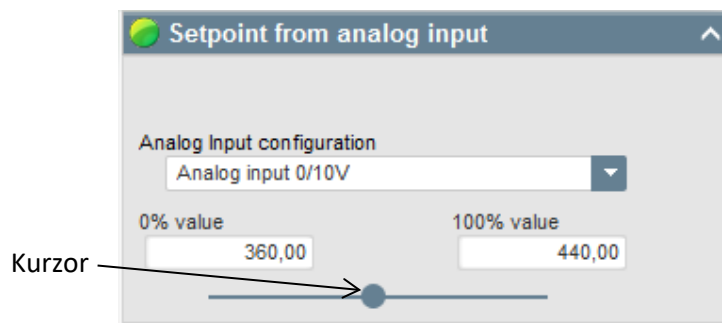 Setpoint from analog input
Analog Input configuration
Analog input 0/10V
0% value 100% value
360,00 440,00
Kurzor